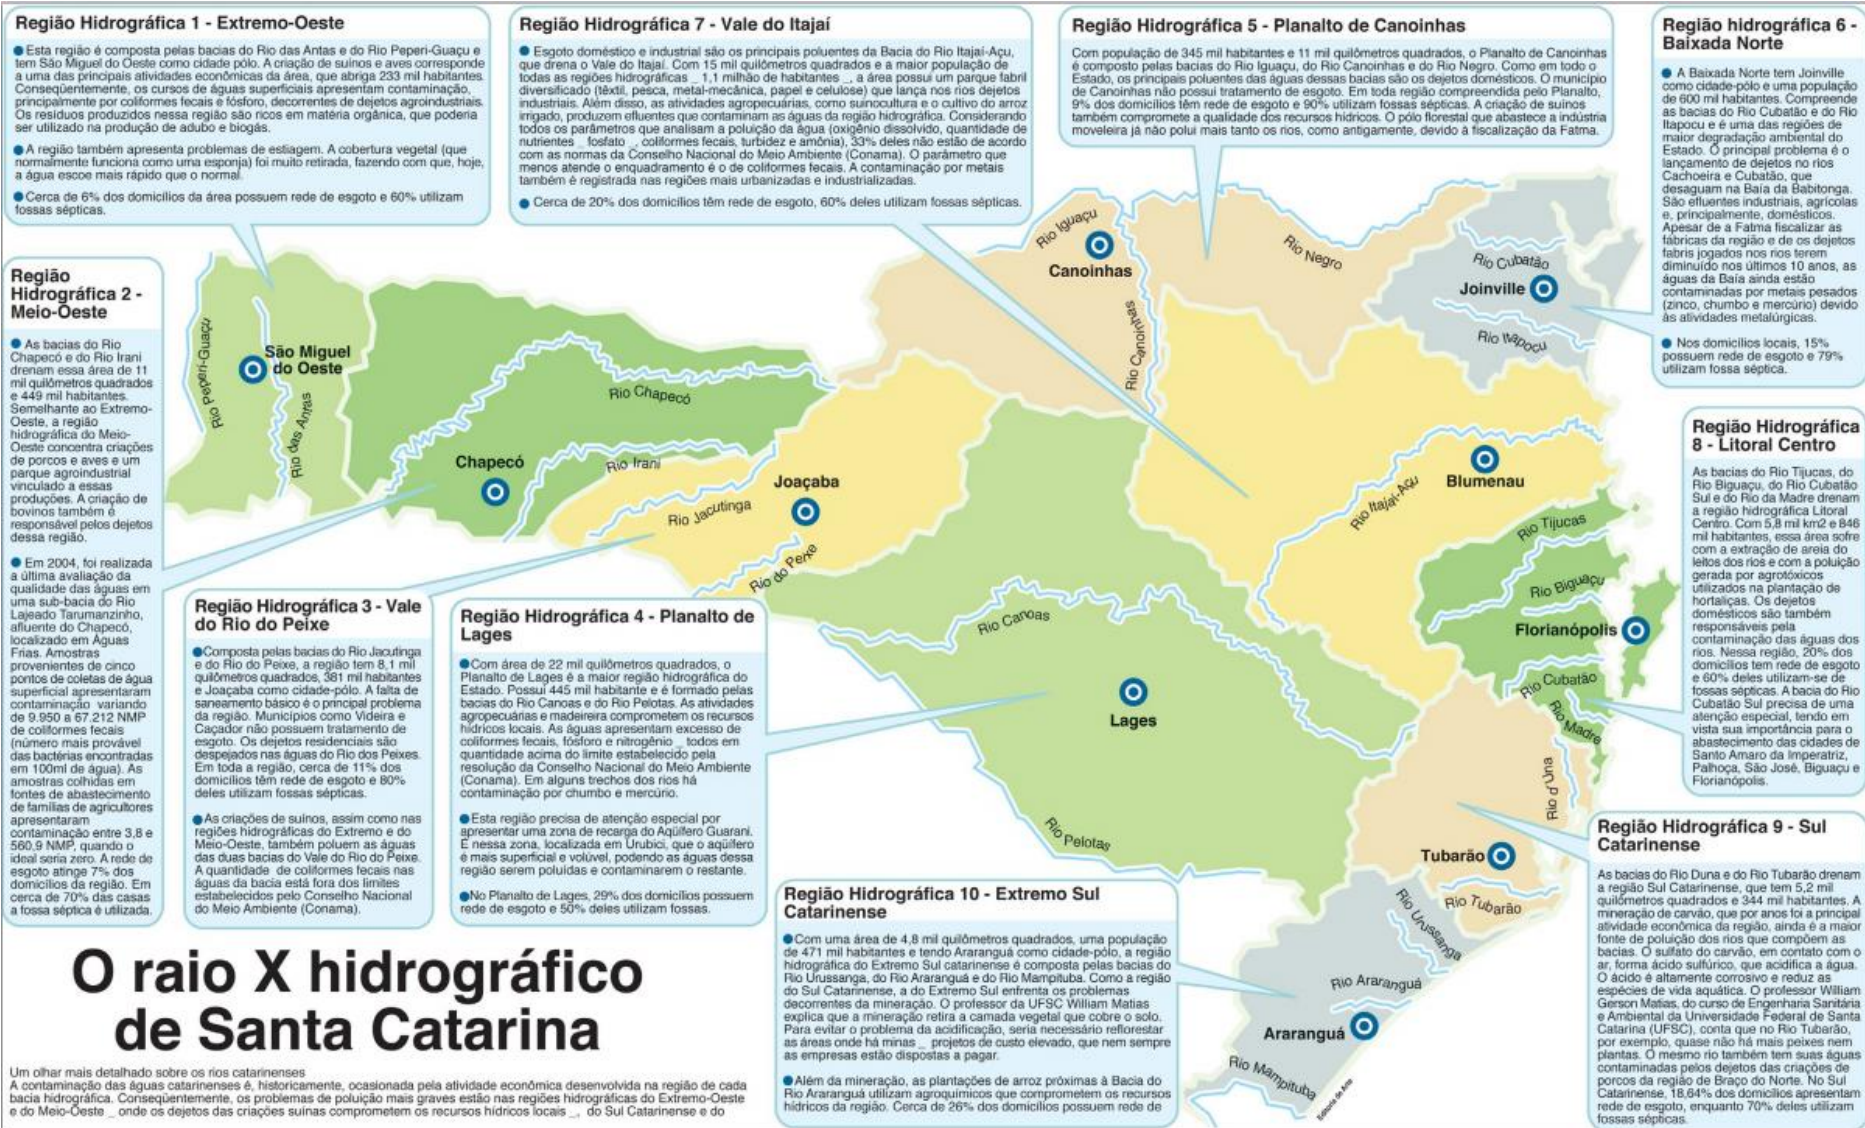 Região Hidrográfica 1 - Extremo-Oeste
Esta região é composta pelas bacias do Rio das Antas e do Rio Peperi-Guaçu e
tem São Miguel do Oeste como cidade pólo. A criação de suínos e aves corresponde
a uma das principais atividades econômicas da área, que abriga 233 mil habitantes.
Conseqüentemente, os cursos de águas superficiais apresentam contaminação,
principalmente por coliformes fecais e fósforo, decorrentes de dejetos agroindustriais.
Os resíduos produzidos nessa região são ricos em matéria orgânica, que poderia
ser utilizado na produção de adubo e biogás.
A região também apresenta problemas de estiagem. A cobertura vegetal (que
normalmente funciona como uma esponja) foi muito retirada, fazendo com que, hoje,
a água escoe mais rápido que o normal.
Cerca de 6% dos domicílios da área possuem rede de esgoto e 60% utilizam
fossas sépticas.
Região Hidrográfica 7 - Vale do Itajaí
Esgoto doméstico e industrial são os principais poluentes da Bacia do Rio Itajaí-Açu,
que drena o Vale do Itajaí. Com 15 mil quilômetros quadrados e a maior população de
todas as regiões hidrográficas _ 1,1 milhão de habitantes _, a área possui um parque fabril
diversificado (têxtil, pesca, metal-mecânica, papel e celulose) que lança nos rios dejetos
industriais. Além disso, as atividades agropecuárias, como suinocultura e o cultivo do arroz
irrigado, produzem efluentes que contaminam as águas da região hidrográfica. Considerando
todos os parâmetros que analisam a poluição da água (oxigênio dissolvido, quantidade de
nutrientes _ fosfato _, coliformes fecais, turbidez e amônia), 33% deles não estão de acordo
com as normas da Conselho Nacional do Meio Ambiente (Conama). O parâmetro que
menos atende o enquadramento é o de coliformes fecais. A contaminação por metais
também é registrada nas regiões mais urbanizadas e industrializadas.
Cerca de 20% dos domicílios têm rede de esgoto, 60% deles utilizam fossas sépticas.
Região Hidrográfica 5 - Planalto de Canoinhas
Com população de 345 mil habitantes e 11 mil quilômetros quadrados, o Planalto de Canoinhas
é composto pelas bacias do Rio Iguaçu, do Rio Canoinhas e do Rio Negro. Como em todo o
Estado, os principais poluentes das águas dessas bacias são os dejetos domésticos. O município
de Canoinhas não possui tratamento de esgoto. Em toda região compreendida pelo Planalto,
9% dos domicílios têm rede de esgoto e 90% utilizam fossas sépticas. A criação de suínos
também compromete a qualidade dos recursos hídricos. O pólo florestal que abastece a indústria
moveleira já não polui mais tanto os rios, como antigamente, devido à fiscalização da Fatma.
Região hidrográfica 6 -
Baixada Norte
A Baixada Norte tem Joinville
como cidade-pólo e uma população
de 600 mil habitantes. Compreende
as bacias do Rio Cubatão e do Rio
Itapocu e é uma das regiões de
maior degradação ambiental do
Estado. O principal problema é o
lançamento de dejetos no rios
Cachoeira e Cubatão, que
desaguam na Baía da Babitonga.
São efluentes industriais, agrícolas
e, principalmente, domésticos.
Apesar de a Fatma fiscalizar as
fábricas da região e de os dejetos
fabris jogados nos rios terem
diminuído nos últimos 10 anos, as
águas da Baía ainda estão
contaminadas por metais pesados
(zinco, chumbo e mercúrio) devido
às atividades metalúrgicas.
Nos domicílios locais, 15%
possuem rede de esgoto e 79%
utilizam fossa séptica.
Região
Hidrográfica 2 -
Meio-Oeste
As bacias do Rio
Chapecó e do Rio Irani
drenam essa área de 11
mil quilômetros quadrados
e 449 mil habitantes.
Semelhante ao Extremo-
Oeste, a região
hidrográfica do Meio-
Oeste concentra criações
de porcos e aves e um
parque agroindustrial
vinculado a essas
produções. A criação de
bovinos também é
responsável pelos dejetos
dessa região.
Em 2004, foi realizada
a última avaliação da
qualidade das águas em
uma sub-bacia do Rio
Lajeado Tarumanzinho,
afluente do Chapecó,
localizado em Águas
Frias. Amostras
provenientes de cinco
pontos de coletas de água
superficial apresentaram
contaminação variando
de 9.950 a 67.212 NMP
de coliformes fecais
(número mais provável
das bactérias encontradas
em 100ml de água). As
amostras colhidas em
fontes de abastecimento
de famílias de agricultores
apresentaram
contaminação entre 3,8 e
560,9 NMP, quando o
ideal seria zero. A rede de
esgoto atinge 7% dos
domicílios da região. Em
cerca de 70% das casas
a fossa séptica é utilizada.
Rio Peperi-Guaçu
São Miguel
do Oeste
Rio das Antas
Rio Chapecó
Chapecó
Rio Irani
Joaçaba
Rio Jacutinga
Rio do Peixe
Rio Iguaçu
Canoinhas
Rio Canoinhas
Rio Negro
Rio Cubatão
Joinville
Rio Itapocu
Blumenau
Rio Itajaí-Açu
Rio Tijucas
Rio Biguaçu
Florianópolis
Rio Cubatão
Rio Madre
Rio Canoas
Lages
Rio Pelotas
Rio d'Una
Tubarão
Rio Tubarão
Rio Urussanga
Rio Araranguá
Araranguá
Rio Mampituba
Editoria de Arte
Região Hidrográfica
8 - Litoral Centro
As bacias do Rio Tijucas, do
Rio Biguaçu, do Rio Cubatão
Sul e do Rio da Madre drenam
a região hidrográfica Litoral
Centro. Com 5,8 mil km2 e 846
mil habitantes, essa área sofre
com a extração de areia do
leitos dos rios e com a poluição
gerada por agrotóxicos
utilizados na plantação de
hortaliças. Os dejetos
domésticos são também
responsáveis pela
contaminação das águas dos
rios. Nessa região, 20% dos
domicílios tem rede de esgoto
e 60% deles utilizam-se de
fossas sépticas. A bacia do Rio
Cubatão Sul precisa de uma
atenção especial, tendo em
vista sua importância para o
abastecimento das cidades de
Santo Amaro da Imperatriz,
Palhoça, São José, Biguaçu e
Florianópolis.
Região Hidrográfica 3 - Vale
do Rio do Peixe
Composta pelas bacias do Rio Jacutinga
e do Rio do Peixe, a região tem 8,1 mil
quilômetros quadrados, 381 mil habitantes
e Joaçaba como cidade-pólo. A falta de
saneamento básico é o principal problema
da região. Municípios como Videira e
Caçador não possuem tratamento de
esgoto. Os dejetos residenciais são
despejados nas águas do Rio dos Peixes.
Em toda a região, cerca de 11% dos
domicílios têm rede de esgoto e 80%
deles utilizam fossas sépticas.
As criações de suínos, assim como nas
regiões hidrográficas do Extremo e do
Meio-Oeste, também poluem as águas
das duas bacias do Vale do Rio do Peixe.
A quantidade de coliformes fecais nas
águas da bacia está fora dos limites
estabelecidos pelo Conselho Nacional
do Meio Ambiente (Conama).
Região Hidrográfica 4 - Planalto de
Lages
Com área de 22 mil quilômetros quadrados, o
Planalto de Lages é a maior região hidrográfica do
Estado. Possui 445 mil habitante e é formado pelas
bacias do Rio Canoas e do Rio Pelotas. As atividades
agropecuárias e madeireira comprometem os recursos
hídricos locais. As águas apresentam excesso de
coliformes fecais, fósforo e nitrogênio _ todos em
quantidade acima do limite estabelecido pela
resolução da Conselho Nacional do Meio Ambiente
(Conama). Em alguns trechos dos rios há
contaminação por chumbo e mercúrio.
Esta região precisa de atenção especial por
apresentar uma zona de recarga do Aqüífero Guarani.
É nessa zona, localizada em Urubici, que o aqüífero
é mais superficial e volúvel, podendo as águas dessa
região serem poluídas e contaminarem o restante.
No Planalto de Lages, 29% dos domicílios possuem
rede de esgoto e 50% deles utilizam fossas.
Região Hidrográfica 10 - Extremo Sul
Catarinense
Com uma área de 4,8 mil quilômetros quadrados, uma população
de 471 mil habitantes e tendo Araranguá como cidade-pólo, a região
hidrográfica do Extremo Sul catarinense é composta pelas bacias do
Rio Urussanga, do Rio Araranguá e do Rio Mampituba. Como a região
do Sul Catarinense, a do Extremo Sul enfrenta os problemas
decorrentes da mineração. O professor da UFSC William Matias
explica que a mineração retira a camada vegetal que cobre o solo.
Para evitar o problema da acidificação, seria necessário reflorestar
as áreas onde há minas _ projetos de custo elevado, que nem sempre
as empresas estão dispostas a pagar.
Além da mineração, as plantações de arroz próximas à Bacia do
Rio Araranguá utilizam agroquímicos que comprometem os recursos
hídricos da região. Cerca de 26% dos domicílios possuem rede de
Região Hidrográfica 9 - Sul
Catarinense
As bacias do Rio Duna e do Rio Tubarão drenam
a região Sul Catarinense, que tem 5,2 mil
quilômetros quadrados e 344 mil habitantes. A
mineração de carvão, que por anos foi a principal
atividade econômica da região, ainda é a maior
fonte de poluição dos rios que compõem as
bacias. O sulfato do carvão, em contato com o
ar, forma ácido sulfúrico, que acidifica a água.
O ácido é altamente corrosivo e reduz as
espécies de vida aquática. O professor William
Gerson Matias, do curso de Engenharia Sanitária
e Ambiental da Universidade Federal de Santa
Catarina (UFSC), conta que no Rio Tubarão,
por exemplo, quase não há mais peixes nem
plantas. O mesmo rio também tem suas águas
contaminadas pelos dejetos das criações de
porcos da região de Braço do Norte. No Sul
Catarinense, 18,64% dos domicílios apresentam
rede de esgoto, enquanto 70% deles utilizam
fossas sépticas.
O raio X hidrográfico
de Santa Catarina
Um olhar mais detalhado sobre os rios catarinenses
A contaminação das águas catarinenses é, historicamente, ocasionada pela atividade econômica desenvolvida na região de cada
bacia hidrográfica. Conseqüentemente, os problemas de poluição mais graves estão nas regiões hidrográficas do Extremo-Oeste
e do Meio-Oeste _ onde os dejetos das criações suínas comprometem os recursos hídricos locais _, do Sul Catarinense e do